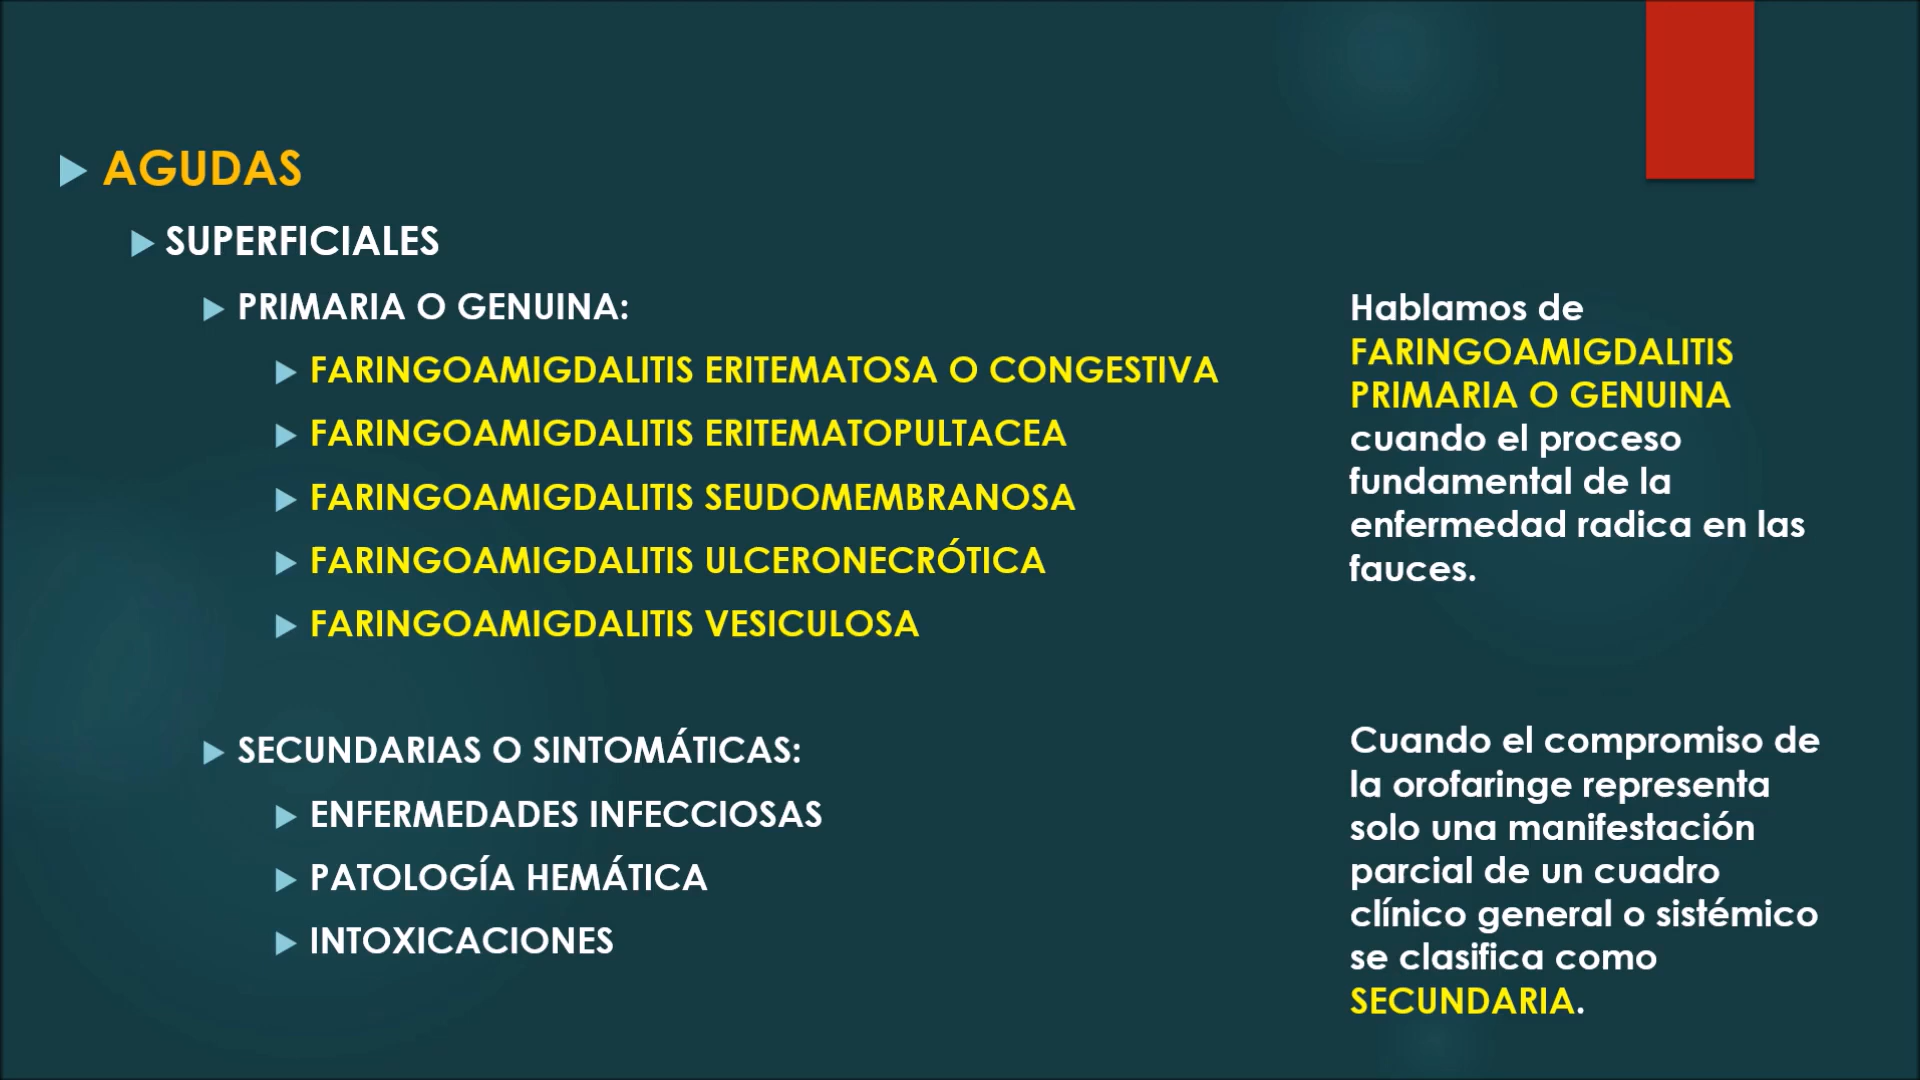 AGUDAS
SUPERFICIALES
PRIMARIA O GENUINA:
FARINGOAMIGDALITIS ERITEMATOSA O CONGESTIVA
FARINGOAMIGDALITIS ERITEMATOPULTACEA
FARINGOAMIGDALITIS SEUDOMEMBRANOSA
FARINGOAMIGDALITIS ULCERONECRÓTICA
FARINGOAMIGDALITIS VESICULOSA
SECUNDARIAS O SINTOMÁTICAS:
ENFERMEDADES INFECCIOSAS
PATOLOGÍA HEMÁTICA
INTOXICACIONES
Hablamos de
FARINGOAMIGDALITIS
PRIMARIA O GENUINA
cuando el proceso
fundamental de la
enfermedad radica en las
fauces.
Cuando el compromiso de
la orofaringe representa
solo una manifestación
parcial de un cuadro
clínico general o sistémico
se clasifica como
SECUNDARIA.